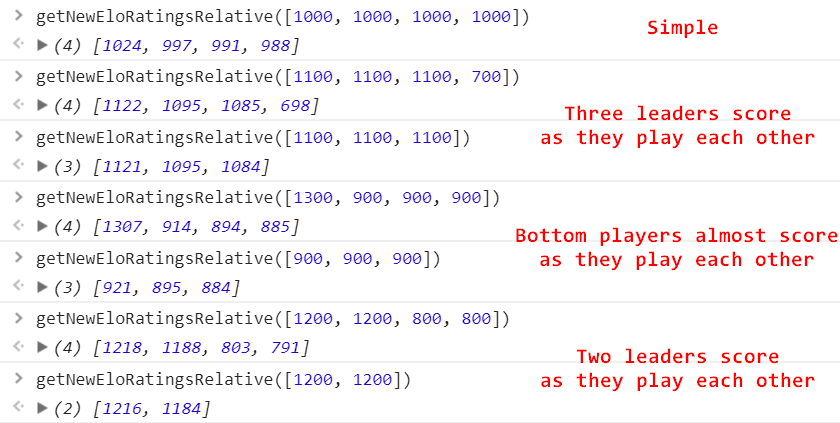 > getNewEloRatingsRelative([1000, 1000, 1000, 1000])
Simple
<· ▶(4) [1024, 997, 991, 988]
> getNewEloRatingsRelative([1100, 1100, 1100, 700])
<· ▶(4) [1122, 1095, 1085, 698]
Three leaders score
as they play each other
> getNewEloRatingsRelative([1100, 1100, 1100])
<· ▶(3) [1121, 1095, 1084]
> getNewEloRatingsRelative([1300, 900, 900, 900])
<· ▶(4) [1307, 914, 894, 885]
Bottom players almost score
as they play each other
> getNewEloRatingsRelative([900, 900, 900])
<· ▶(3) [921, 895, 884]
> getNewEloRatingsRelative([1200, 1200, 800, 800])
<· ▶(4) [1218, 1188, 803, 791]
Two leaders score
as they play each other
> getNewEloRatingsRelative([1200, 1200])
<· ▶(2) [1216, 1184]